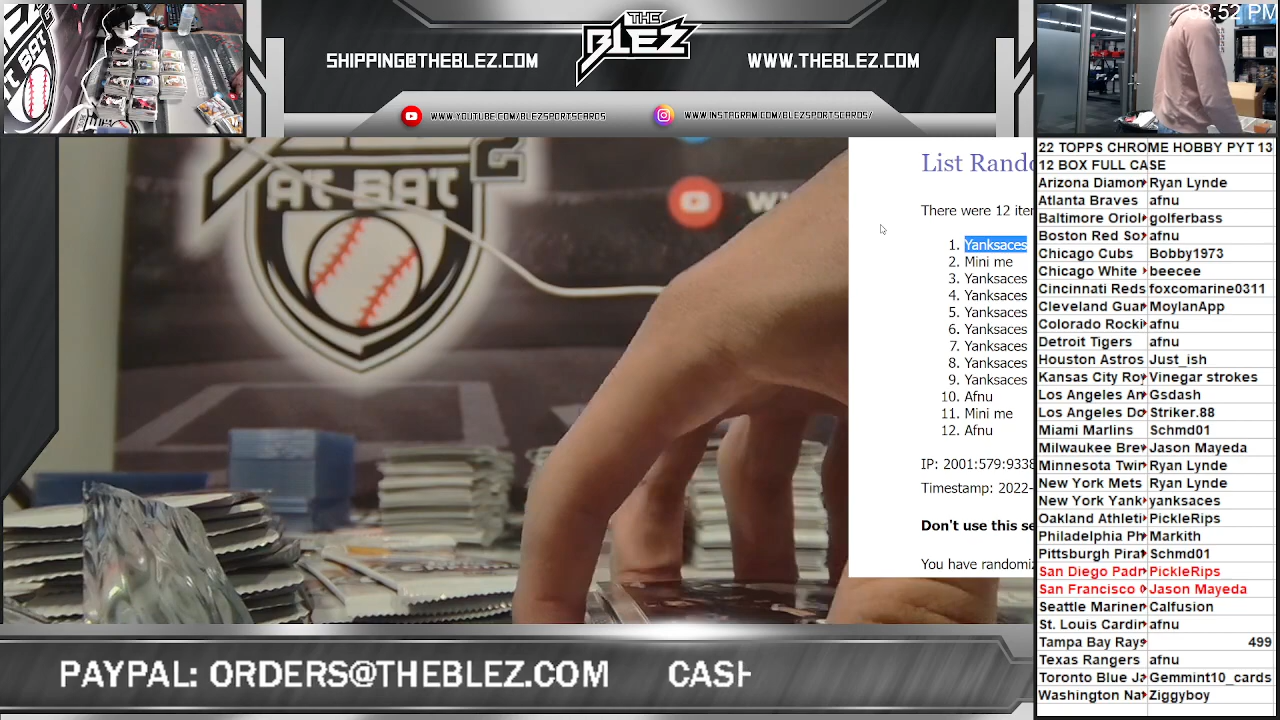 THE
BLEZ
SHIPPING@THEBLEZ.COM
WWW.THEBLEZ.COM
WWW.YOUTUBE.COM/BLEZSPORTSCARDS
WWW.INSTAGRAM.COM/BLEZSPORTSCARDS/
:52 PM
AT BAT
AT BAT
List Rando
There were 12 iter
1. Yanksaces
2. Mini me
3. Yanksaces
4. Yanksaces
5. Yanksaces
6. Yanksaces
7. Yanksaces
8. Yanksaces
9. Yanksaces
10. Afnu
11. Mini me
12. Afnu
IP: 2001:579:9338
Timestamp: 2022-
Don't use this se
You have randomiz
22 TOPPS CHROME HOBBY PYT 13
12 BOX FULL CASE
Arizona Diamon Ryan Lynde
Atlanta Braves afnu
Baltimore Oriol golferbass
Boston Red So afnu
Chicago Cubs Bobby1973
Chicago White beecee
Cincinnati Reds foxcomarine0311
Cleveland Guar MoylanApp
Colorado Rocki afnu
Detroit Tigers afnu
Houston Astros Just_ish
Kansas City Roy Vinegar strokes
Los Angeles An Gsdash
Los Angeles Do Striker.88
Miami Marlins Schmd01
Milwaukee Brew Jason Mayeda
Minnesota Twin Ryan Lynde
New York Mets Ryan Lynde
New York Yank yanksaces
Oakland Athleti PickleRips
Philadelphia Ph Markith
Pittsburgh Pirat Schmd01
San Diego Padr PickleRips
San Francisco Jason Mayeda
Seattle Mariner Calfusion
St. Louis Cardin afnu
Tampa Bay Rays 499
Texas Rangers afnu
Toronto Blue Ja Gemmint10_cards
Washington Na Ziggyboy
PAYPAL: ORDERS@THEBLEZ.COM CASH